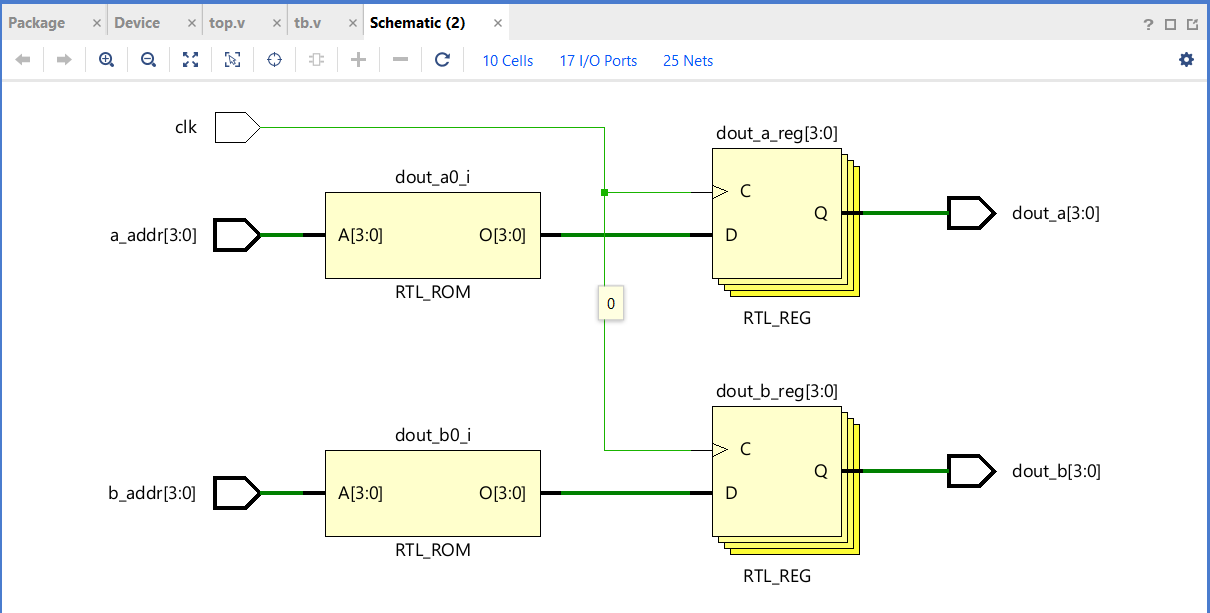 Package × Device × top.v × tb.v × Schematic (2) × ?
10 Cells 17 I/O Ports 25 Nets
clk
dout_a_reg[3:0]
dout_a0_i
C
Q
dout_a[3:0]
a_addr[3:0]
A[3:0] O[3:0]
D
RTL_ROM
0
RTL_REG
dout_b_reg[3:0]
dout_b0_i
C
Q
dout_b[3:0]
b_addr[3:0]
A[3:0] O[3:0]
D
RTL_ROM
RTL_REG